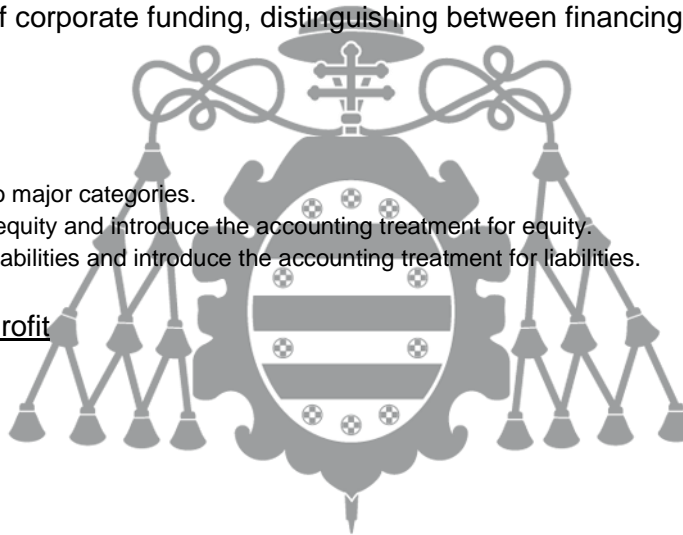 f corporate funding, distinguishing between financing
o major categories.
equity and introduce the accounting treatment for equity.
abilities and introduce the accounting treatment for liabilities.
rofit